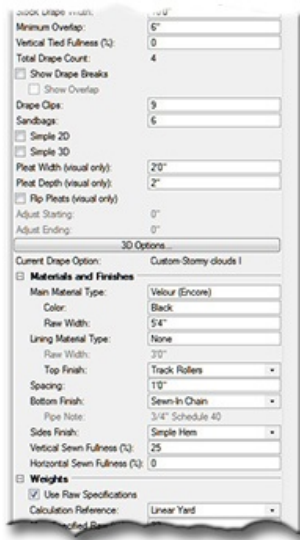 Stock Drape Width: 10'0"
Minimum Overlap: 6"
Vertical Tied Fullness (%): 0
Total Drape Count: 4
Show Drape Breaks
Show Overlap
Drape Clips: 9
Sandbags: 6
Simple 2D
Simple 3D
Pleat Width (visual only): 2'0"
Pleat Depth (visual only): 2"
Flip Pleats (visual only)
Adjust Starting: 0"
Adjust Ending: 0"
3D Options...
Current Drape Option: Custom-Stormy clouds I
Materials and Finishes
Main Material Type: Velour (Encore)
Color: Black
Raw Width: 5'4"
Lining Material Type: None
Raw Width: 3'0"
Top Finish: Track Rollers
Spacing: 1'0"
Bottom Finish: Sewn-In Chain
Pipe Note: 3/4" Schedule 40
Sides Finish: Simple Hem
Vertical Sewn Fullness (%): 25
Horizontal Sewn Fullness (%): 0
Weights
Use Raw Specifications
Calculation Reference: Linear Yard